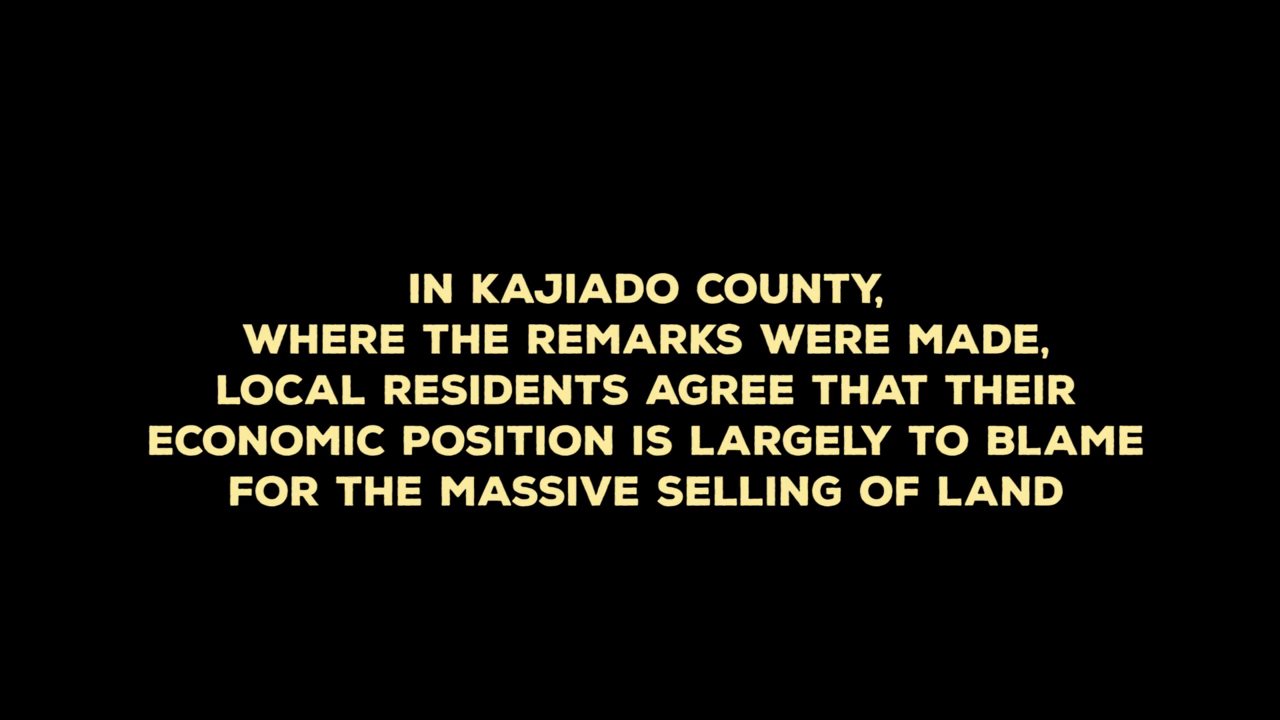 IN KAJIADO COUNTY,
WHERE THE REMARKS WERE MADE,
LOCAL RESIDENTS AGREE THAT THEIR
ECONOMIC POSITION IS LARGELY TO BLAME
FOR THE MASSIVE SELLING OF LAND